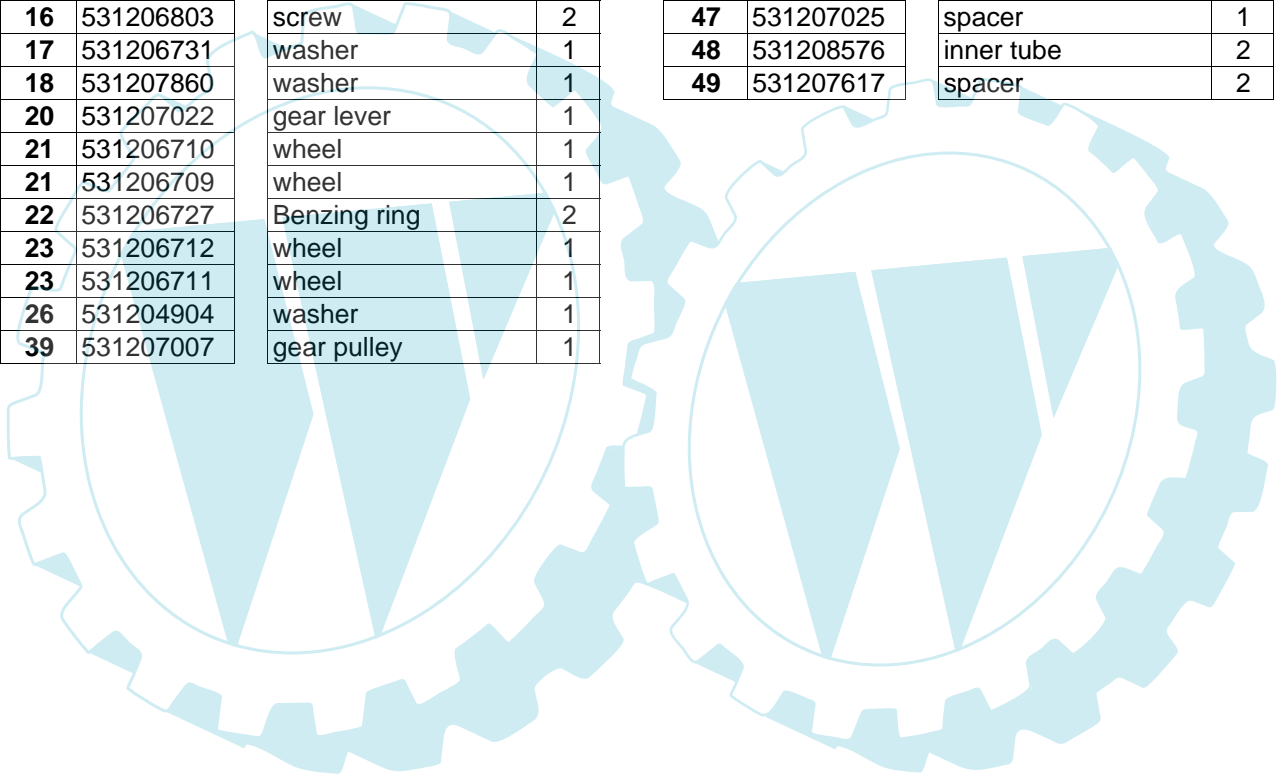 16 531206803 screw 2
17 531206731 washer 1
18 531207860 washer 1
20 531207022 gear lever 1
21 531206710 wheel 1
21 531206709 wheel 1
22 531206727 Benzing ring 2
23 531206712 wheel 1
23 531206711 wheel 1
26 531204904 washer 1
39 531207007 gear pulley 1
47 531207025 spacer 1
48 531208576 inner tube 2
49 531207617 spacer 2